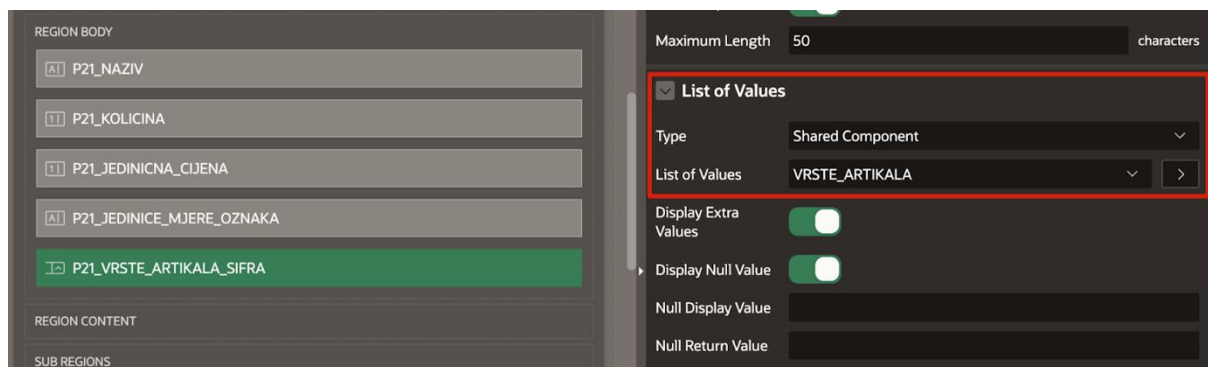 REGION BODY
P21_NAZIV
P21_KOLICINA
P21_JEDINICNA_CIJENA
P21_JEDINICE_MJERE_OZNAKA
P21_VRSTE_ARTIKALA_SIFRA
REGION CONTENT
SUB REGIONS
Maximum Length 50 characters
List of Values
Type Shared Component
List of Values VRSTE_ARTIKALA
Display Extra
Values
Display Null Value
Null Display Value
Null Return Value